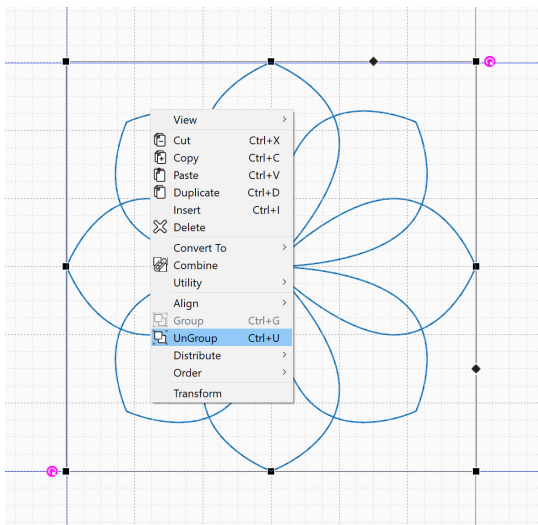 View
Cut Ctrl+X
Copy Ctrl+C
Paste Ctrl+V
Duplicate Ctrl+D
Insert Ctrl+I
Delete
Convert To
Combine
Utility
Align
Group Ctrl+G
UnGroup Ctrl+U
Distribute
Order
Transform